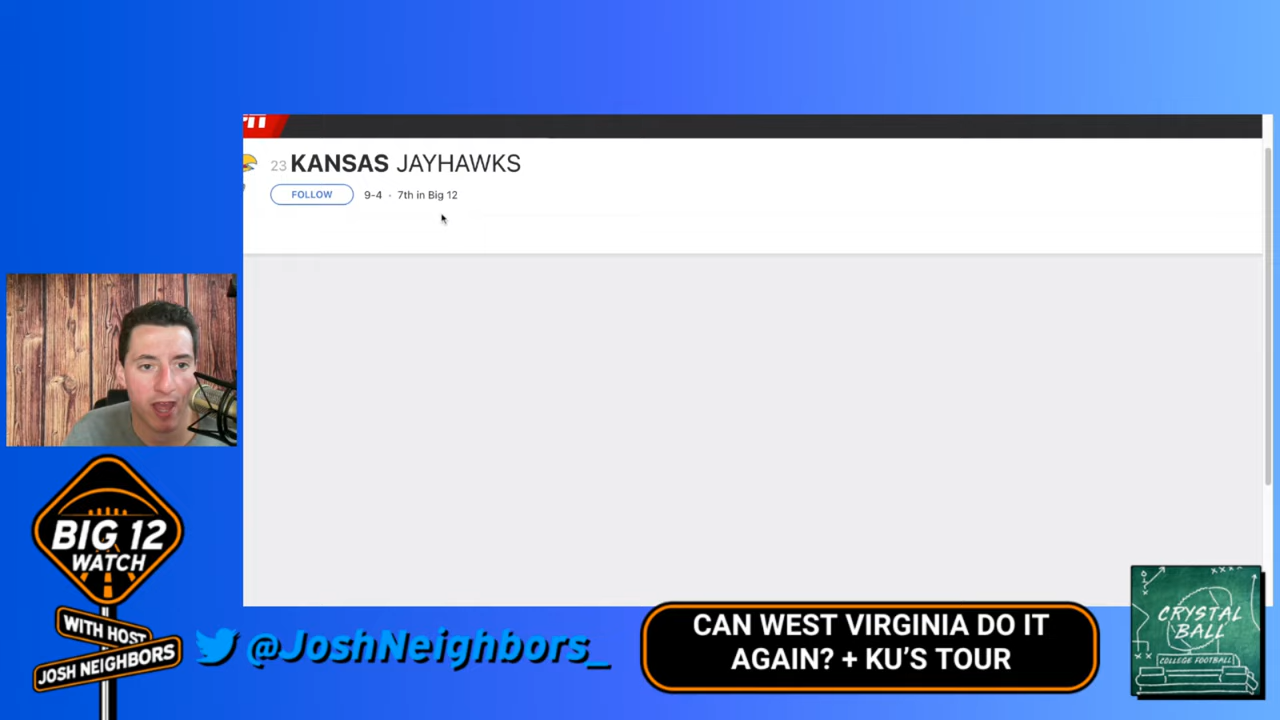 23 KANSAS JAYHAWKS
FOLLOW
9-4 · 7th in Big 12
BIG 12
WATCH
WITH HOST
JOSH NEIGHBORS
@JoshNeighbors_
CAN WEST VIRGINIA DO IT
AGAIN? + KU'S TOUR
CRYSTAL
BALL
COLLEGE FOOTBALL